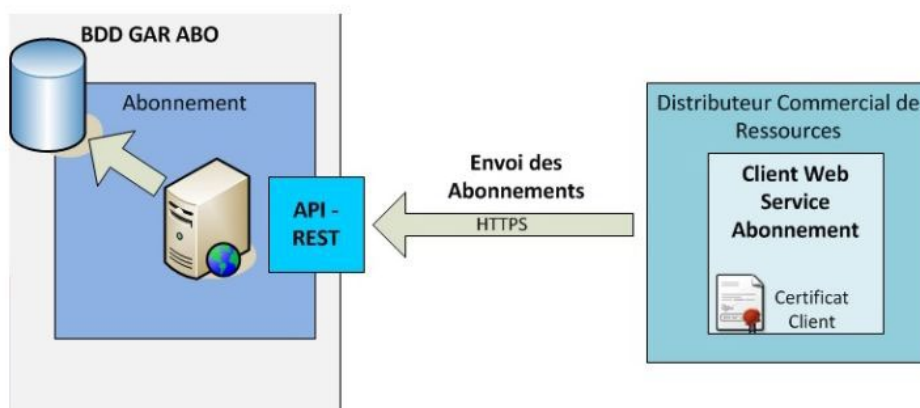 BDD GAR ABO
Abonnement
API -
REST
Envoi des
Abonnements
HTTPS
Distributeur Commercial de
Ressources
Client Web
Service
Abonnement
Certificat
Client